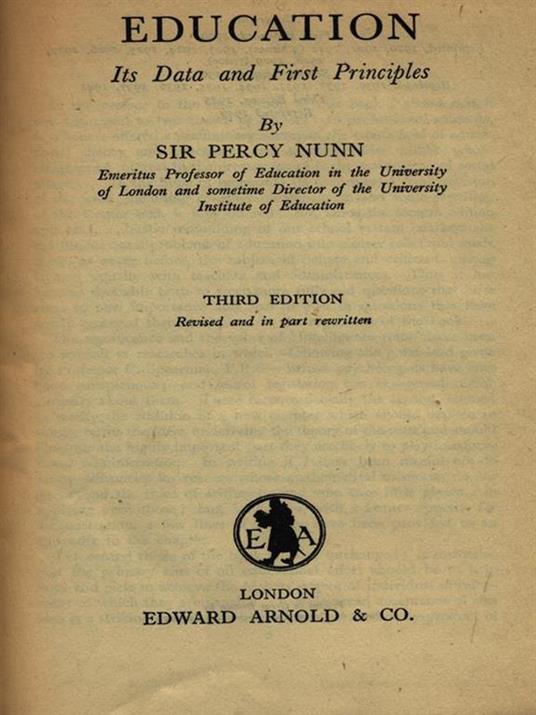 EDUCATION
Its Data and First Principles
By
SIR PERCY NUNN
Emeritus Professor of Education in the University
of London and sometime Director of the University
Institute of Education
THIRD EDITION
Revised and in part rewritten
E A
LONDON
EDWARD ARNOLD & CO.